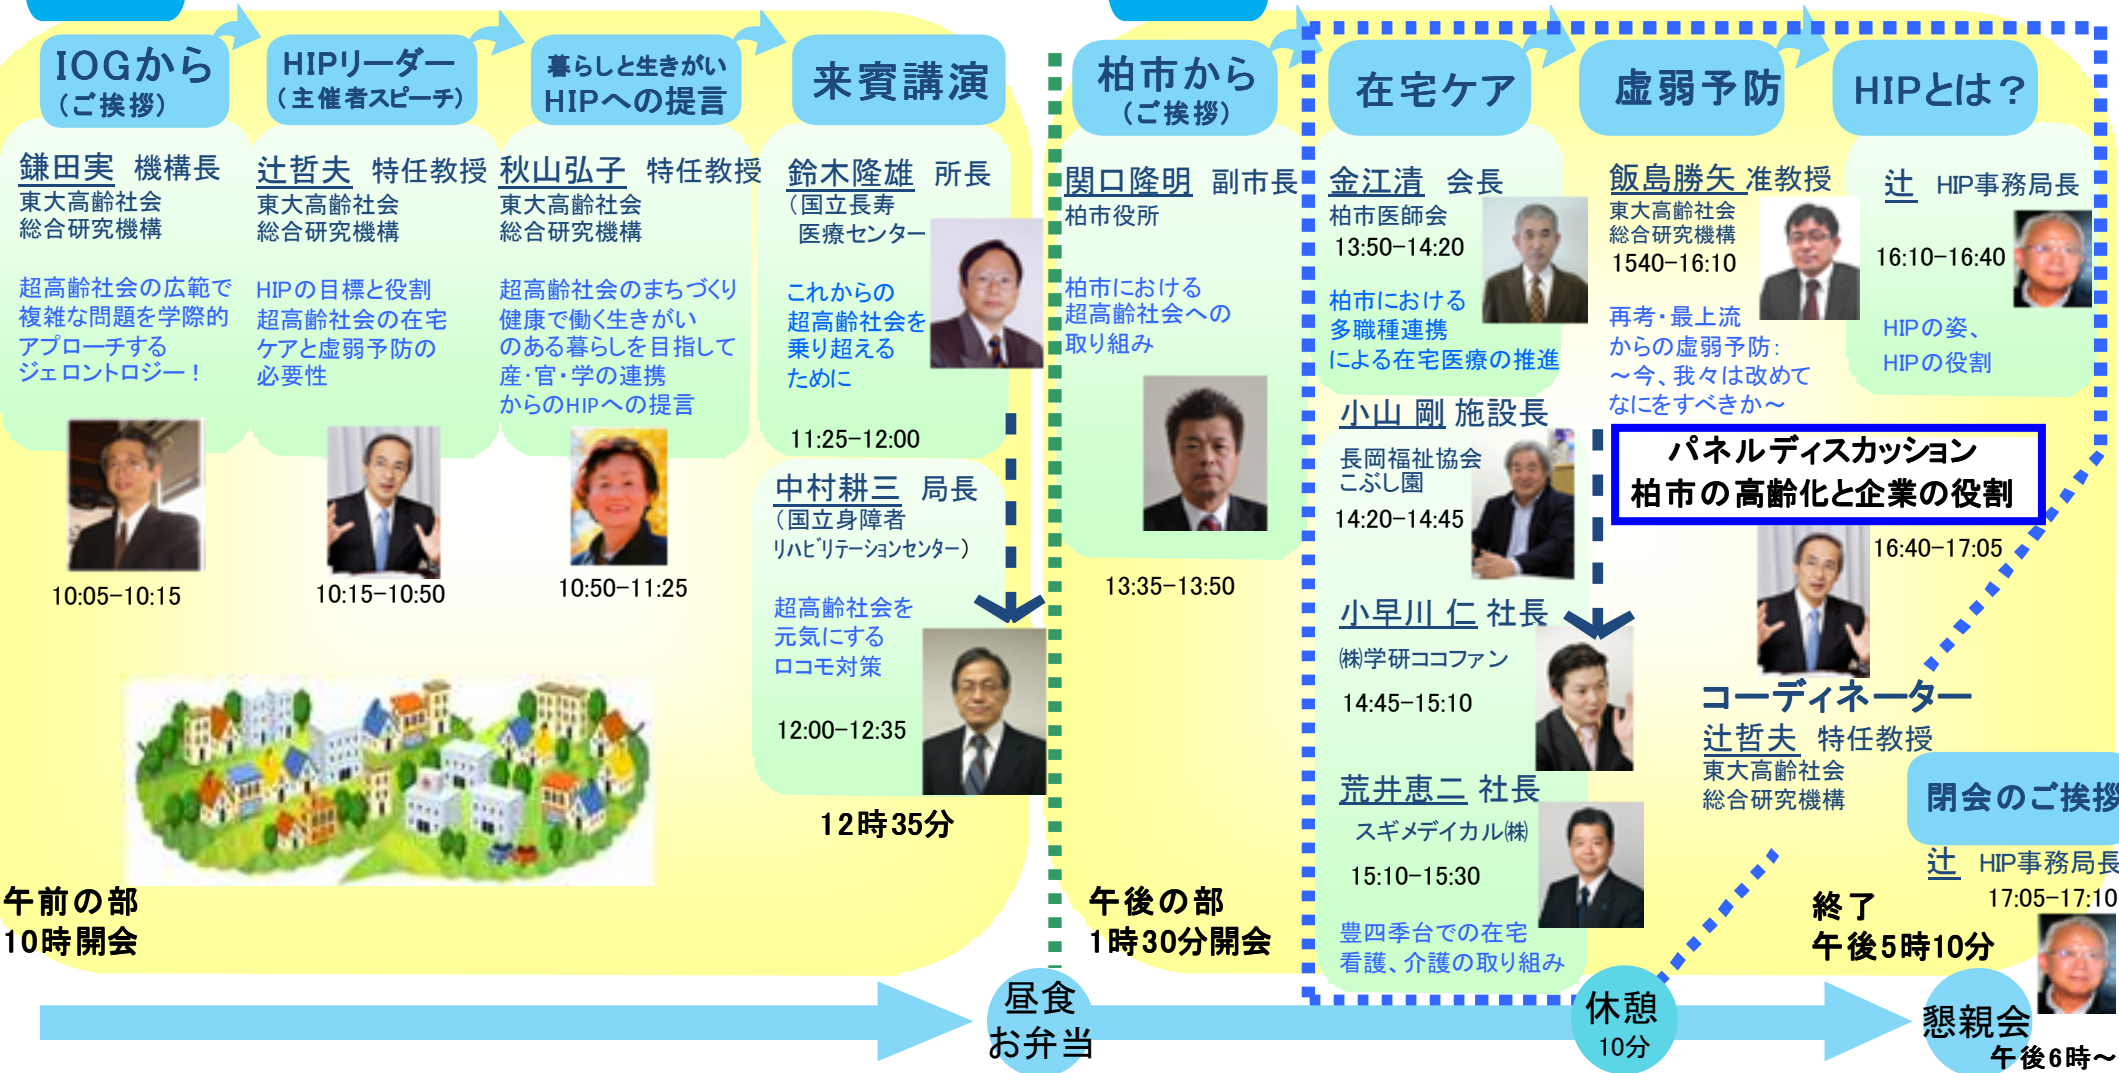 IOGから
（ご挨拶）
鎌田実 機構長
東大高齢社会
総合研究機構
超高齢社会の広範で
複雑な問題を学際的
アプローチする
ジェロントロジー！
10:05−10:15
HIPリーダー
（主催者スピーチ）
辻哲夫 特任教授
東大高齢社会
総合研究機構
HIPの目標と役割
超高齢社会の在宅
ケアと虚弱予防の
必要性
10:15−10:50
暮らしと生きがい
HIPへの提言
秋山弘子 特任教授
東大高齢社会
総合研究機構
超高齢社会のまちづくり
健康で働く生きがい
のある暮らしを目指して
産・官・学の連携
からのHIPへの提言
10:50−11:25
来賓講演
鈴木隆雄 所長
（国立長寿
医療センター
これからの
超高齢社会を
乗り超える
ために
11:25−12:00
中村耕三 局長
（国立身障者
リハビリテーションセンター）
超高齢社会を
元気にする
ロコモ対策
12:00−12:35
12時35分
午前の部
10時開会
昼食
お弁当
柏市から
（ご挨拶）
関口隆明 副市長
柏市役所
柏市における
超高齢社会への
取り組み
13:35−13:50
午後の部
1時30分開会
在宅ケア
金江清 会長
柏市医師会
13:50−14:20
柏市における
多職種連携
による在宅医療の推進
小山 剛 施設長
長岡福祉協会
こぶし園
14:20−14:45
小早川 仁 社長
㈱学研ココファン
14:45−15:10
荒井恵二 社長
スギメデイカル㈱
15:10−15:30
豊四季台での在宅
看護、介護の取り組み
休憩
10分
虚弱予防
飯島勝矢 准教授
東大高齢社会
総合研究機構
1540−16:10
再考・最上流
からの虚弱予防：
～今、我々は改めて
なにをすべきか～
HIPとは？
辻 HIP事務局長
16:10−16:40
HIPの姿、
HIPの役割
パネルディスカッション
柏市の高齢化と企業の役割
16:40−17:05
コーディネーター
辻哲夫 特任教授
東大高齢社会
総合研究機構
閉会のご挨拶
辻 HIP事務局長
17:05−17:10
終了
午後5時10分
懇親会
午後6時～